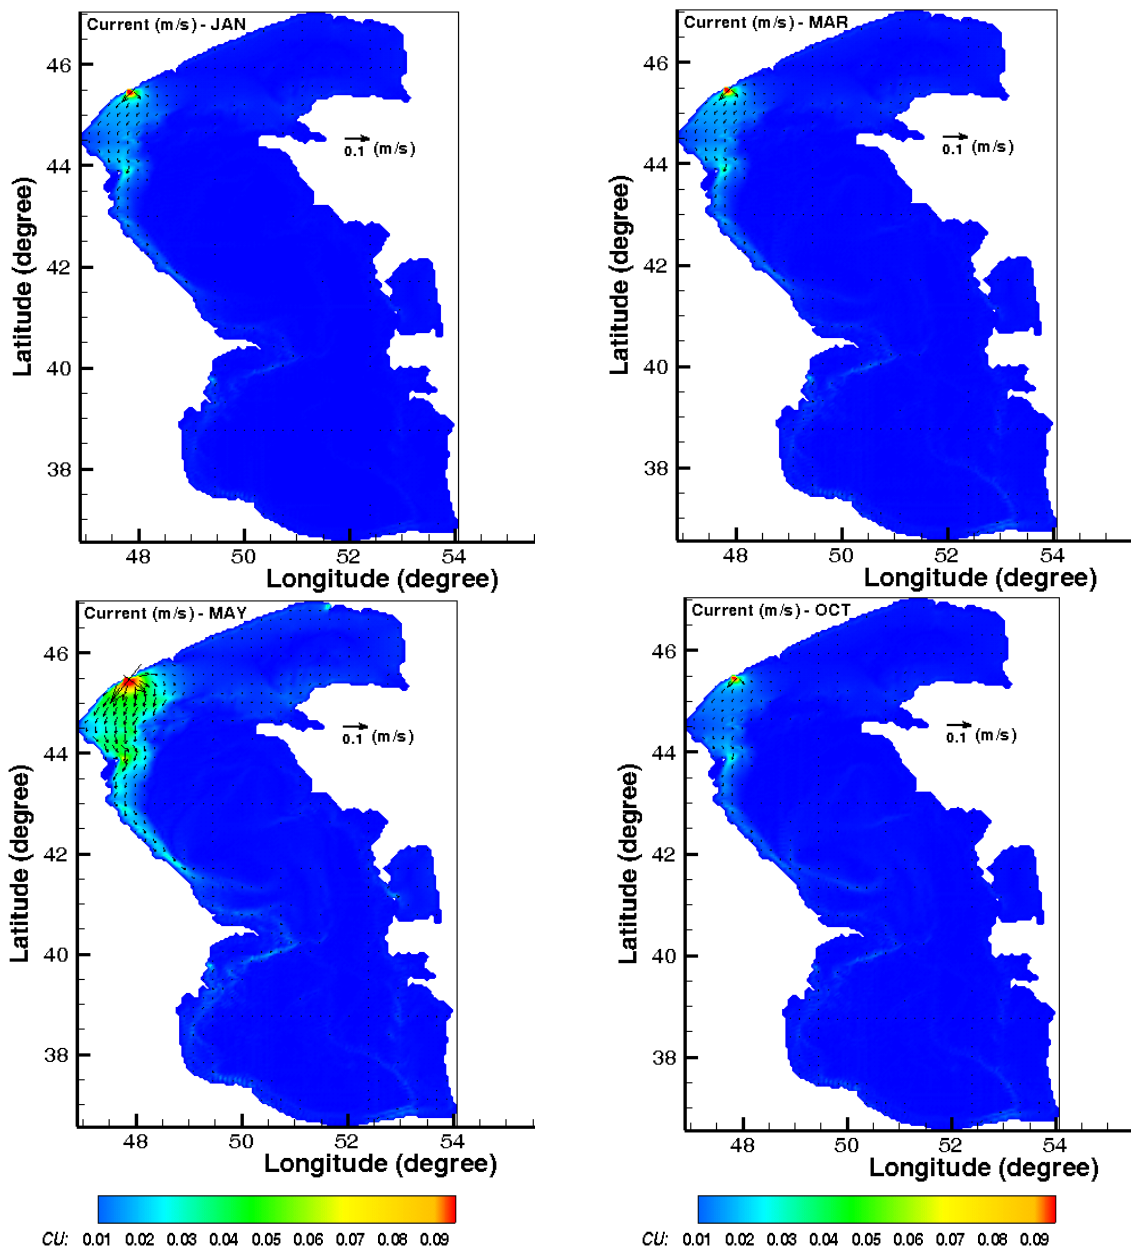 Current (m/s) - JAN
46
44
42
40
38
0.1 (m/s)
Latitude (degree)
48 50 52 54
Longitude (degree)
Current (m/s) - MAR
46
44
42
40
38
0.1 (m/s)
Latitude (degree)
48 50 52 54
Longitude (degree)
Current (m/s) - MAY
46
44
42
40
38
0.1 (m/s)
Latitude (degree)
48 50 52 54
Longitude (degree)
Current (m/s) - OCT
46
44
42
40
38
0.1 (m/s)
Latitude (degree)
48 50 52 54
Longitude (degree)
CU: 0.01 0.02 0.03 0.04 0.05 0.06 0.07 0.08 0.09
CU: 0.01 0.02 0.03 0.04 0.05 0.06 0.07 0.08 0.09